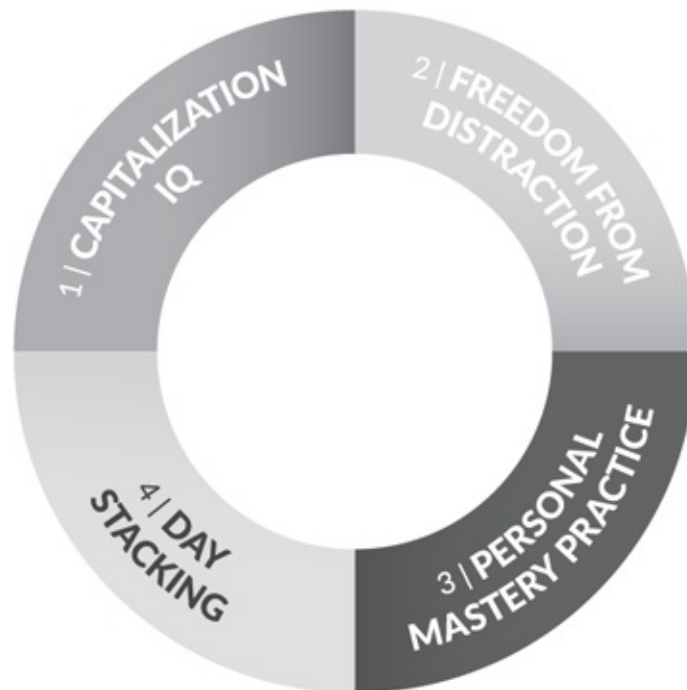 1 | CAPITALIZATION
IQ
2 | FREEDOM FROM
DISTRACTION
3 | PERSONAL
MASTERY PRACTICE
4 | DAY
STACKING